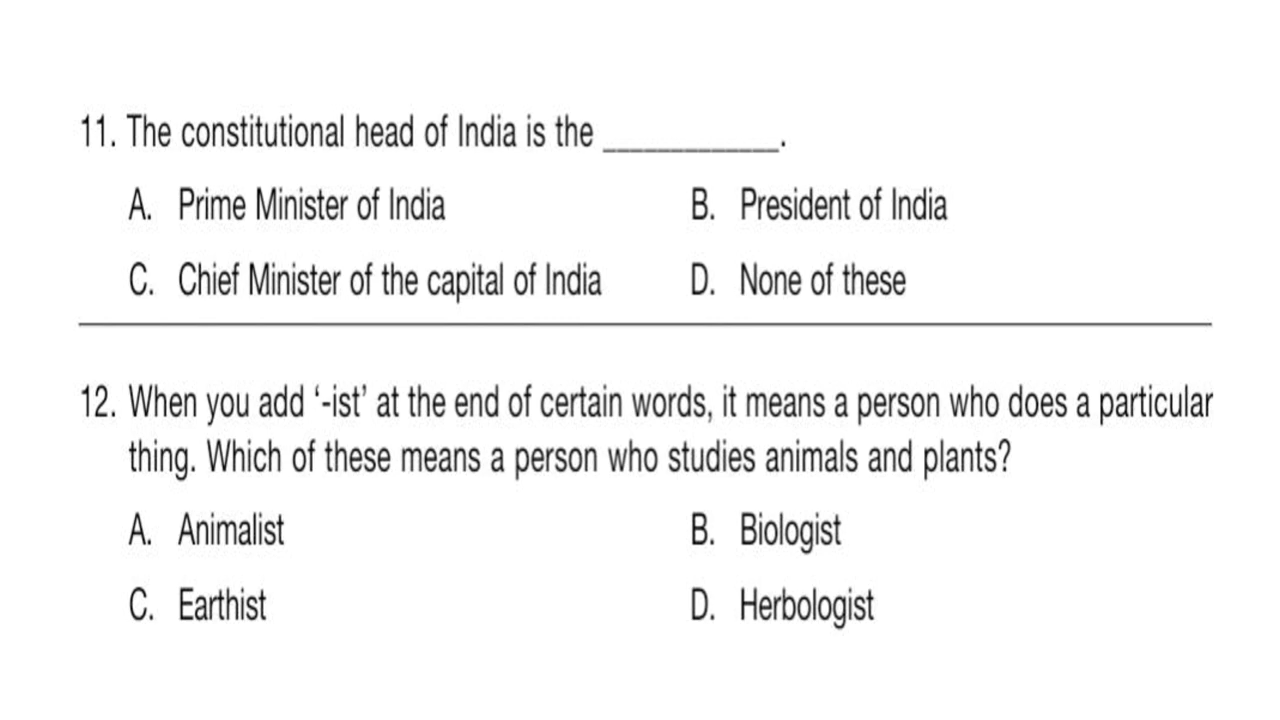 11. The constitutional head of India is the ____________.
A. Prime Minister of India B. President of India
C. Chief Minister of the capital of India D. None of these
12. When you add ‘-ist’ at the end of certain words, it means a person who does a particular
thing. Which of these means a person who studies animals and plants?
A. Animalist B. Biologist
C. Earthist D. Herbologist